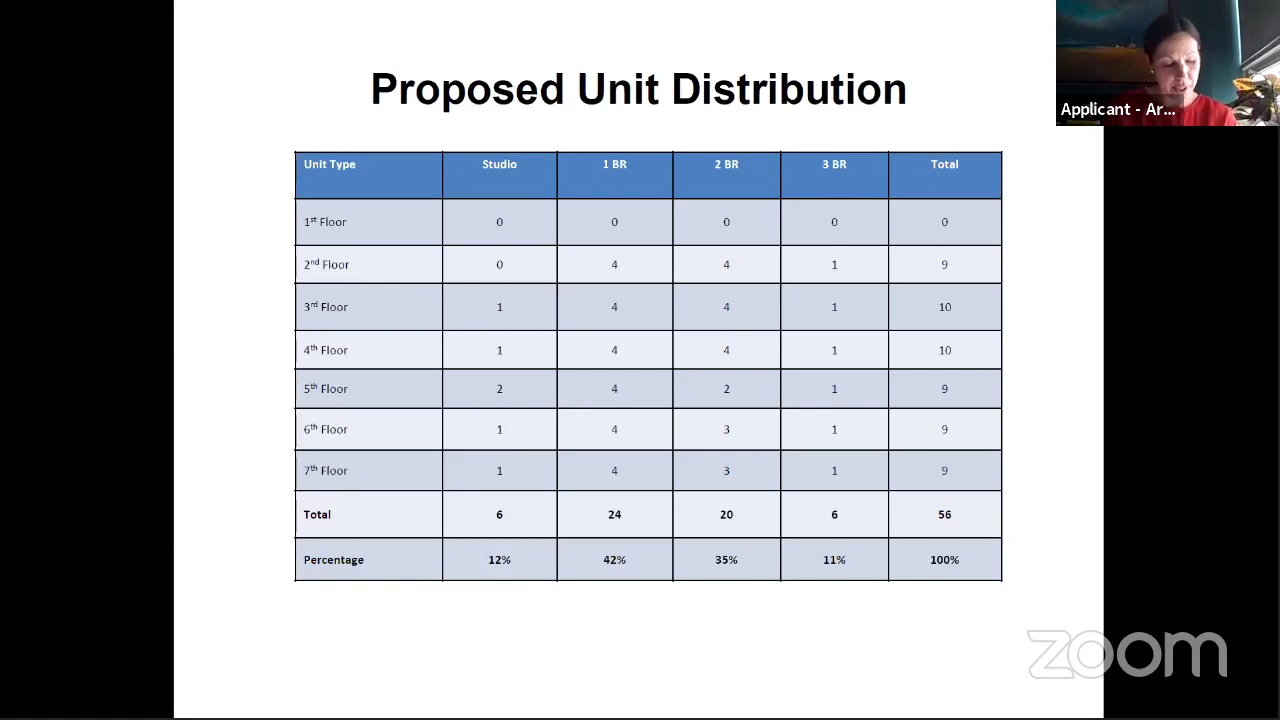 Proposed Unit Distribution
Applicant - Ar...
Unit Type Studio 1 BR 2 BR 3 BR Total
1st Floor 0 0 0 0 0
2nd Floor 0 4 4 1 9
3rd Floor 1 4 4 1 10
4th Floor 1 4 4 1 10
5th Floor 2 4 2 1 9
6th Floor 1 4 3 1 9
7th Floor 1 4 3 1 9
Total 6 24 20 6 56
Percentage 12% 42% 35% 11% 100%
zoom